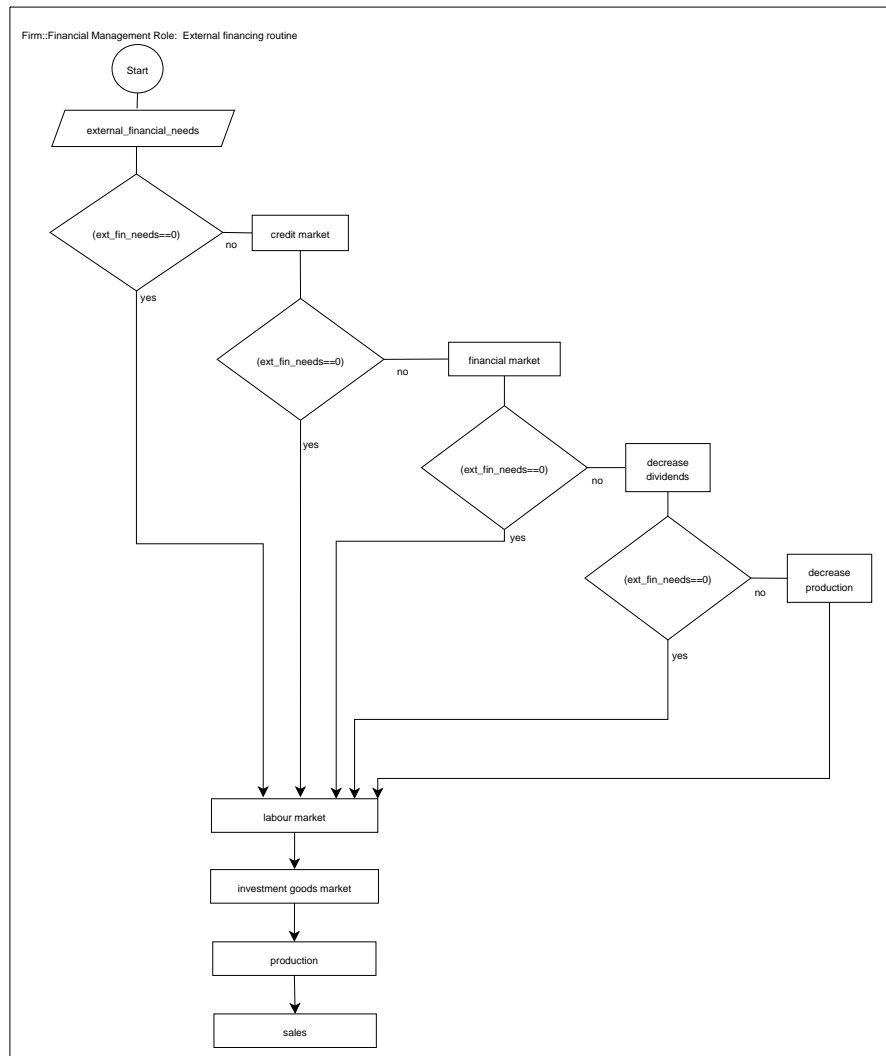 Firm::Financial Management Role:  External financing routine
Start
external_financial_needs
(ext_fin_needs==0)
no
credit market
yes
(ext_fin_needs==0)
no
financial market
yes
(ext_fin_needs==0)
no
decrease
dividends
yes
(ext_fin_needs==0)
no
decrease
production
yes
labour market
investment goods market
production
sales